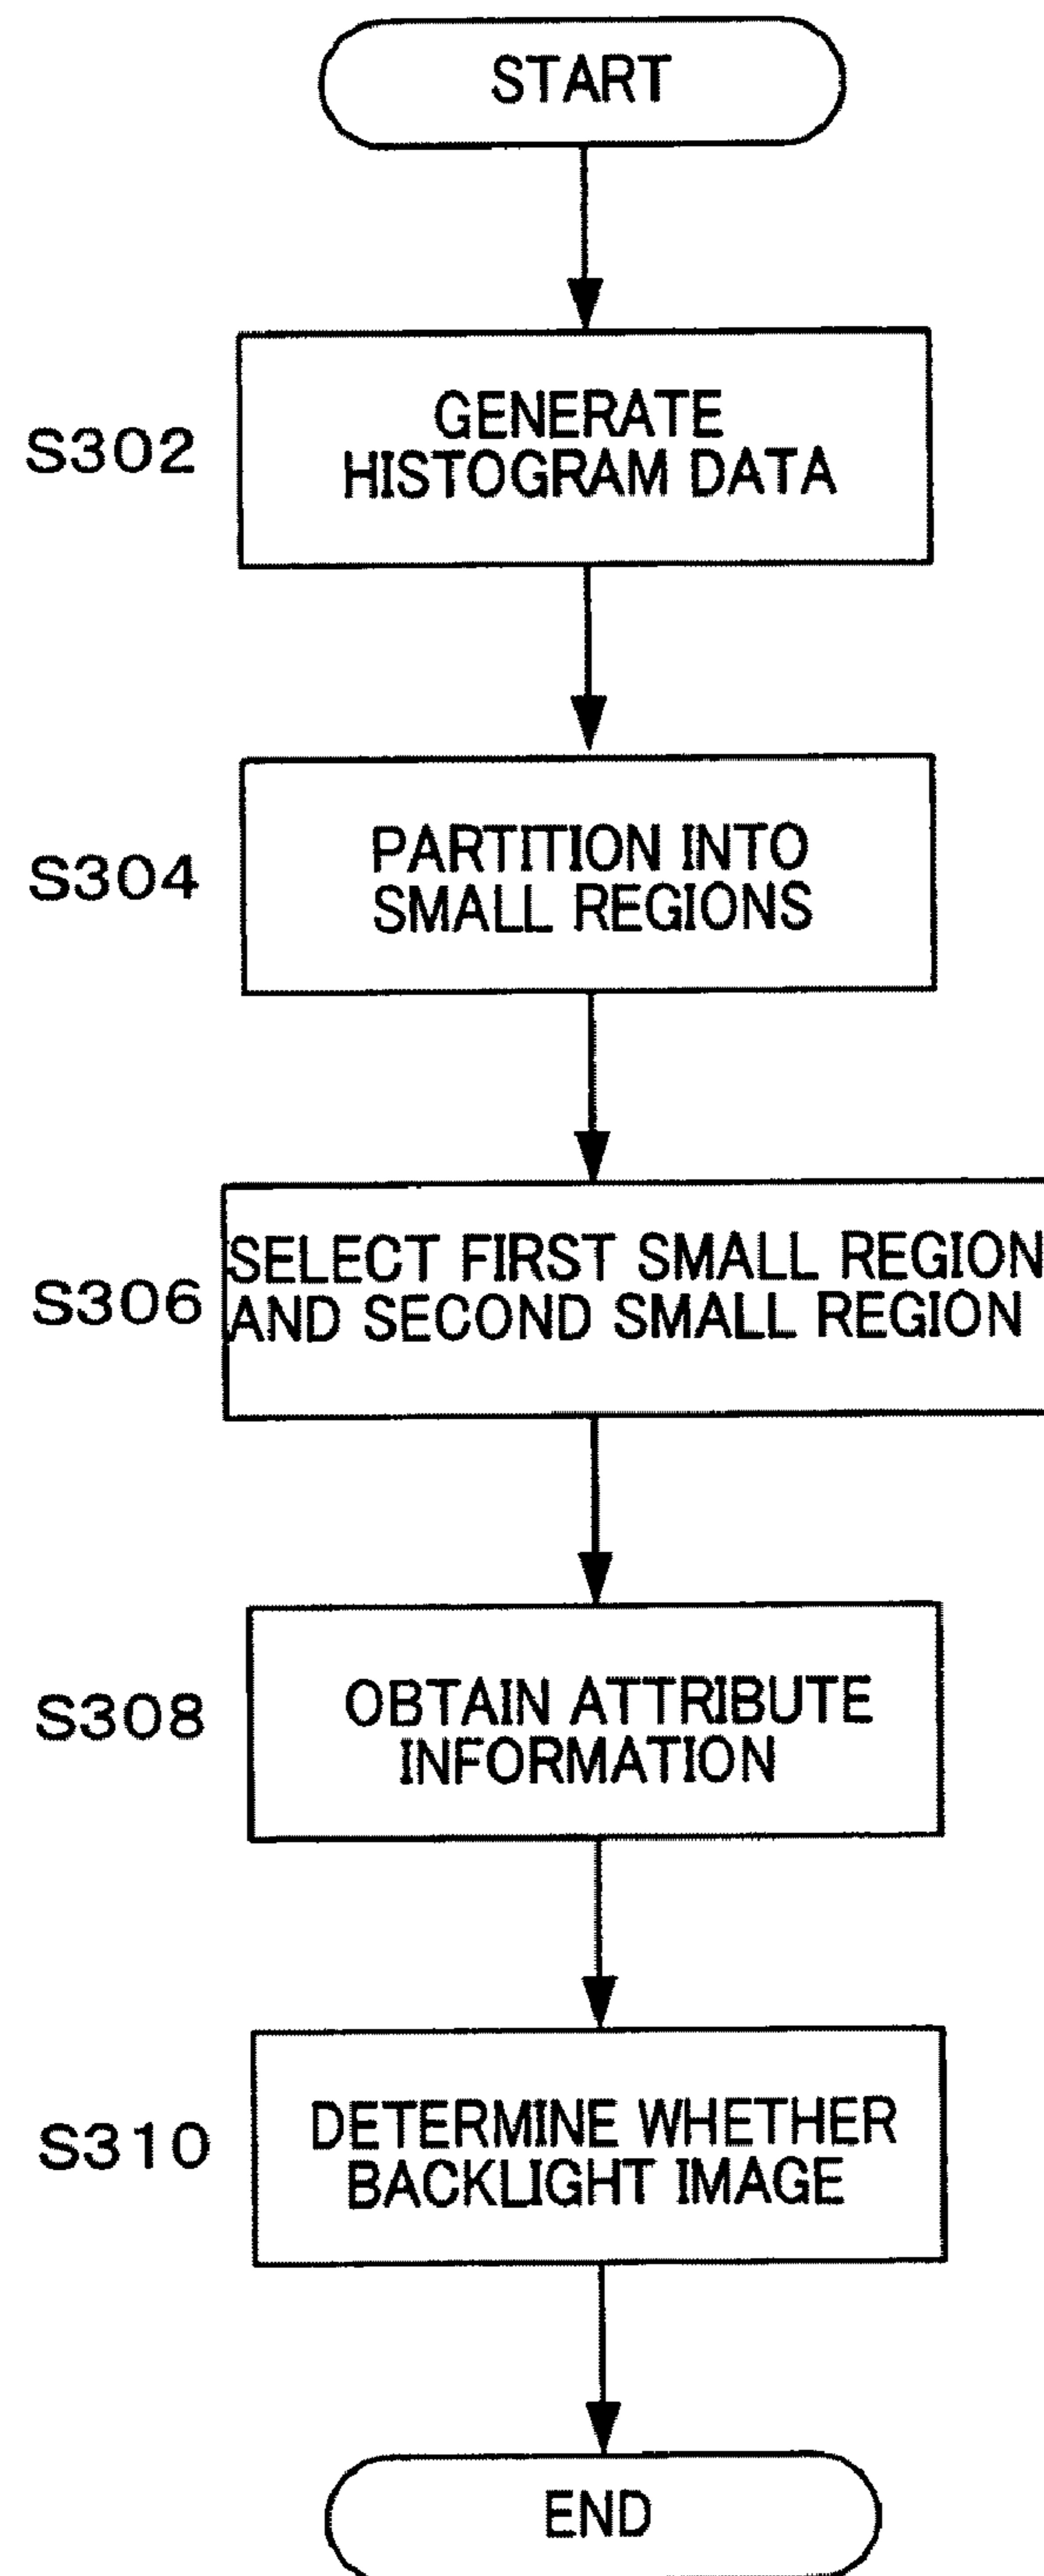 START
S302
GENERATE
HISTOGRAM DATA
S304
PARTITION INTO
SMALL REGIONS
S306
SELECT FIRST SMALL REGION
AND SECOND SMALL REGION
S308
OBTAIN ATTRIBUTE
INFORMATION
S310
DETERMINE WHETHER
BACKLIGHT IMAGE
END